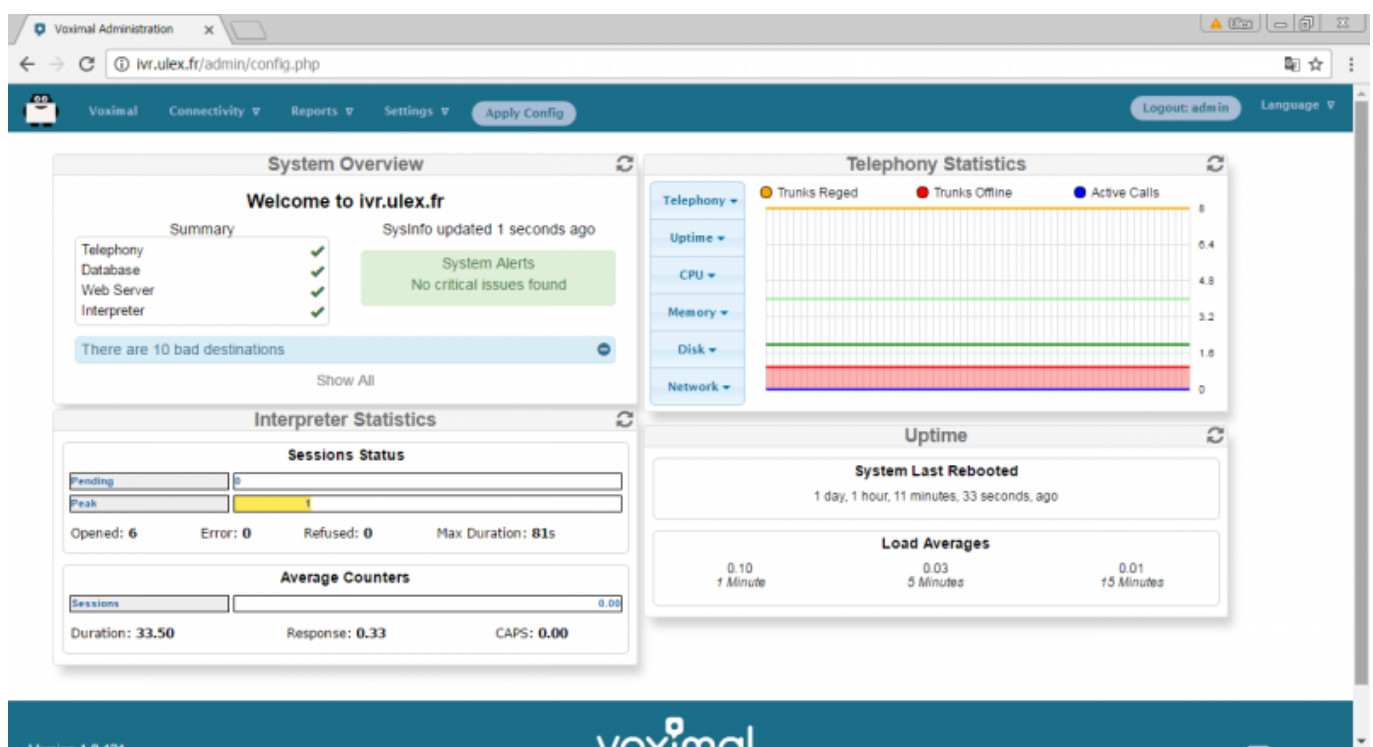 Voximal Administration
ivr.ulex.fr/admin/config.php
Voximal Connectivity Reports Settings Apply Config Logout: admin Language
System Overview
Welcome to ivr.ulex.fr
Summary
SysInfo updated 1 seconds ago
Telephony
Database
Web Server
Interpreter
System Alerts
No critical issues found
There are 10 bad destinations
Show All
Interpreter Statistics
Sessions Status
Pending 0
Peak 1
Opened: 6 Error: 0 Refused: 0 Max Duration: 81s
Average Counters
Sessions 0.00
Duration: 33.50 Response: 0.33 CAPS: 0.00
Telephony Statistics
Telephony
Uptime
CPU
Memory
Disk
Network
Trunks Reged Trunks Offline Active Calls
8
6.4
4.8
3.2
1.6
0
Uptime
System Last Rebooted
1 day, 1 hour, 11 minutes, 33 seconds, ago
Load Averages
0.10 0.03 0.01
1 Minute 5 Minutes 15 Minutes
voximal